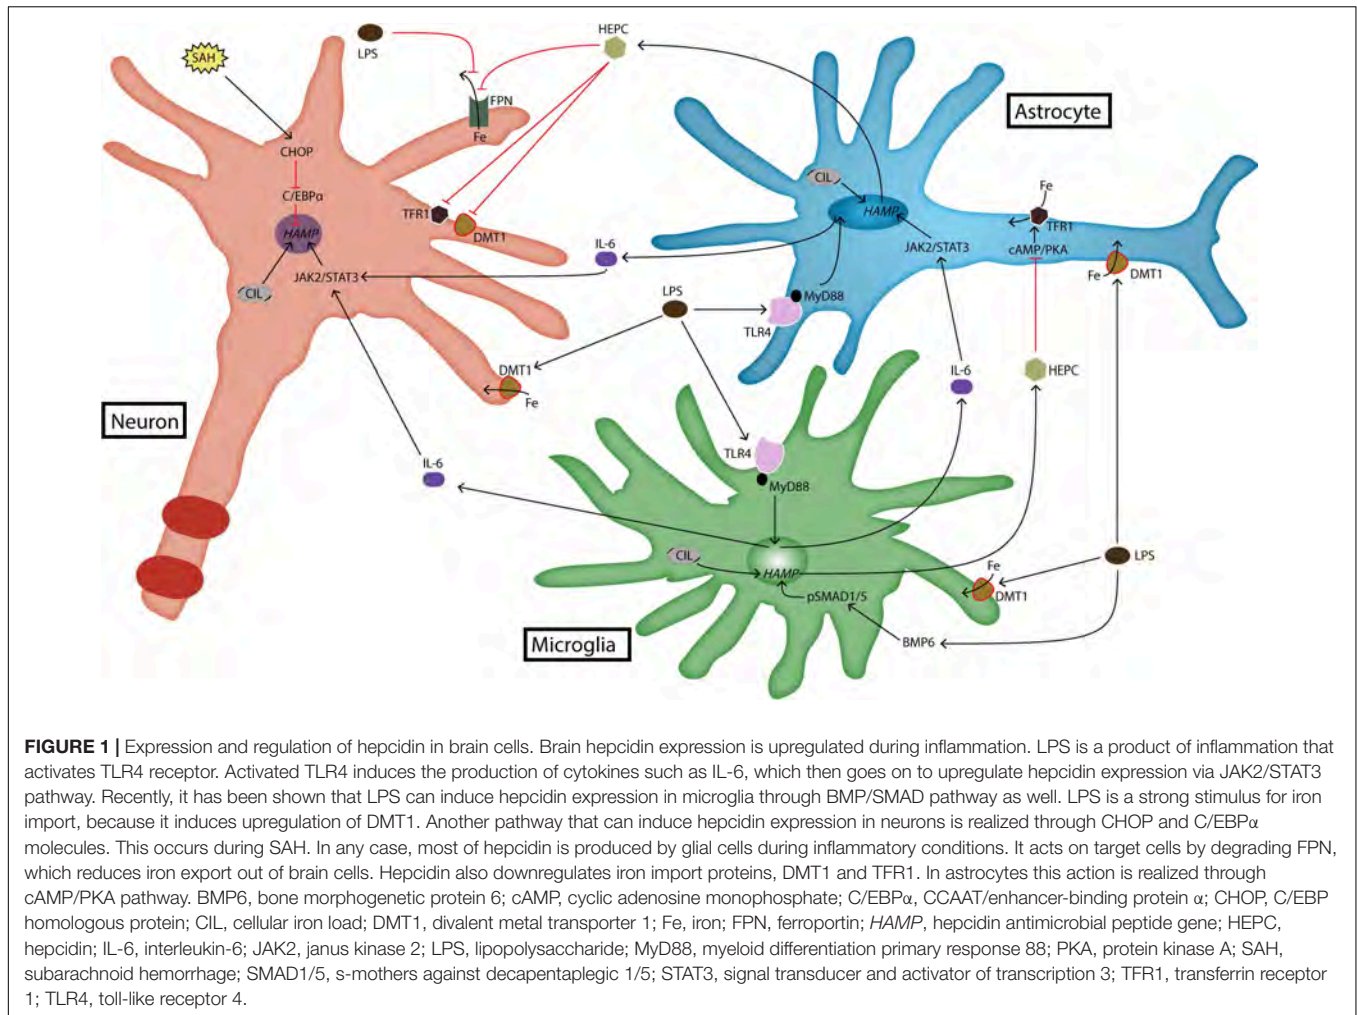 SAH
LPS
HEPC
FPN
Fe
CHOP
C/EBPα
HAMP
TFR1
DMT1
JAK2/STAT3
CIL
IL-6
Astrocyte
CIL
HAMP
JAK2/STAT3
Fe
TFR1
cAMP/PKA
Fe
DMT1
LPS
MyD88
TLR4
DMT1
Fe
Neuron
IL-6
HEPC
IL-6
TLR4
MyD88
CIL
HAMP
pSMAD1/5
Fe
DMT1
LPS
BMP6
Microglia
FIGURE 1 | Expression and regulation of hepcidin in brain cells. Brain hepcidin expression is upregulated during inflammation. LPS is a product of inflammation that
activates TLR4 receptor. Activated TLR4 induces the production of cytokines such as IL-6, which then goes on to upregulate hepcidin expression via JAK2/STAT3
pathway. Recently, it has been shown that LPS can induce hepcidin expression in microglia through BMP/SMAD pathway as well. LPS is a strong stimulus for iron
import, because it induces upregulation of DMT1. Another pathway that can induce hepcidin expression in neurons is realized through CHOP and C/EBPα
molecules. This occurs during SAH. In any case, most of hepcidin is produced by glial cells during inflammatory conditions. It acts on target cells by degrading FPN,
which reduces iron export out of brain cells. Hepcidin also downregulates iron import proteins, DMT1 and TFR1. In astrocytes this action is realized through
cAMP/PKA pathway. BMP6, bone morphogenetic protein 6; cAMP, cyclic adenosine monophosphate; C/EBPα, CCAAT/enhancer-binding protein α; CHOP, C/EBP
homologous protein; CIL, cellular iron load; DMT1, divalent metal transporter 1; Fe, iron; FPN, ferroportin; HAMP, hepcidin antimicrobial peptide gene; HEPC,
hepcidin; IL-6, interleukin-6; JAK2, janus kinase 2; LPS, lipopolysaccharide; MyD88, myeloid differentiation primary response 88; PKA, protein kinase A; SAH,
subarachnoid hemorrhage; SMAD1/5, s-mothers against decapentaplegic 1/5; STAT3, signal transducer and activator of transcription 3; TFR1, transferrin receptor
1; TLR4, toll-like receptor 4.